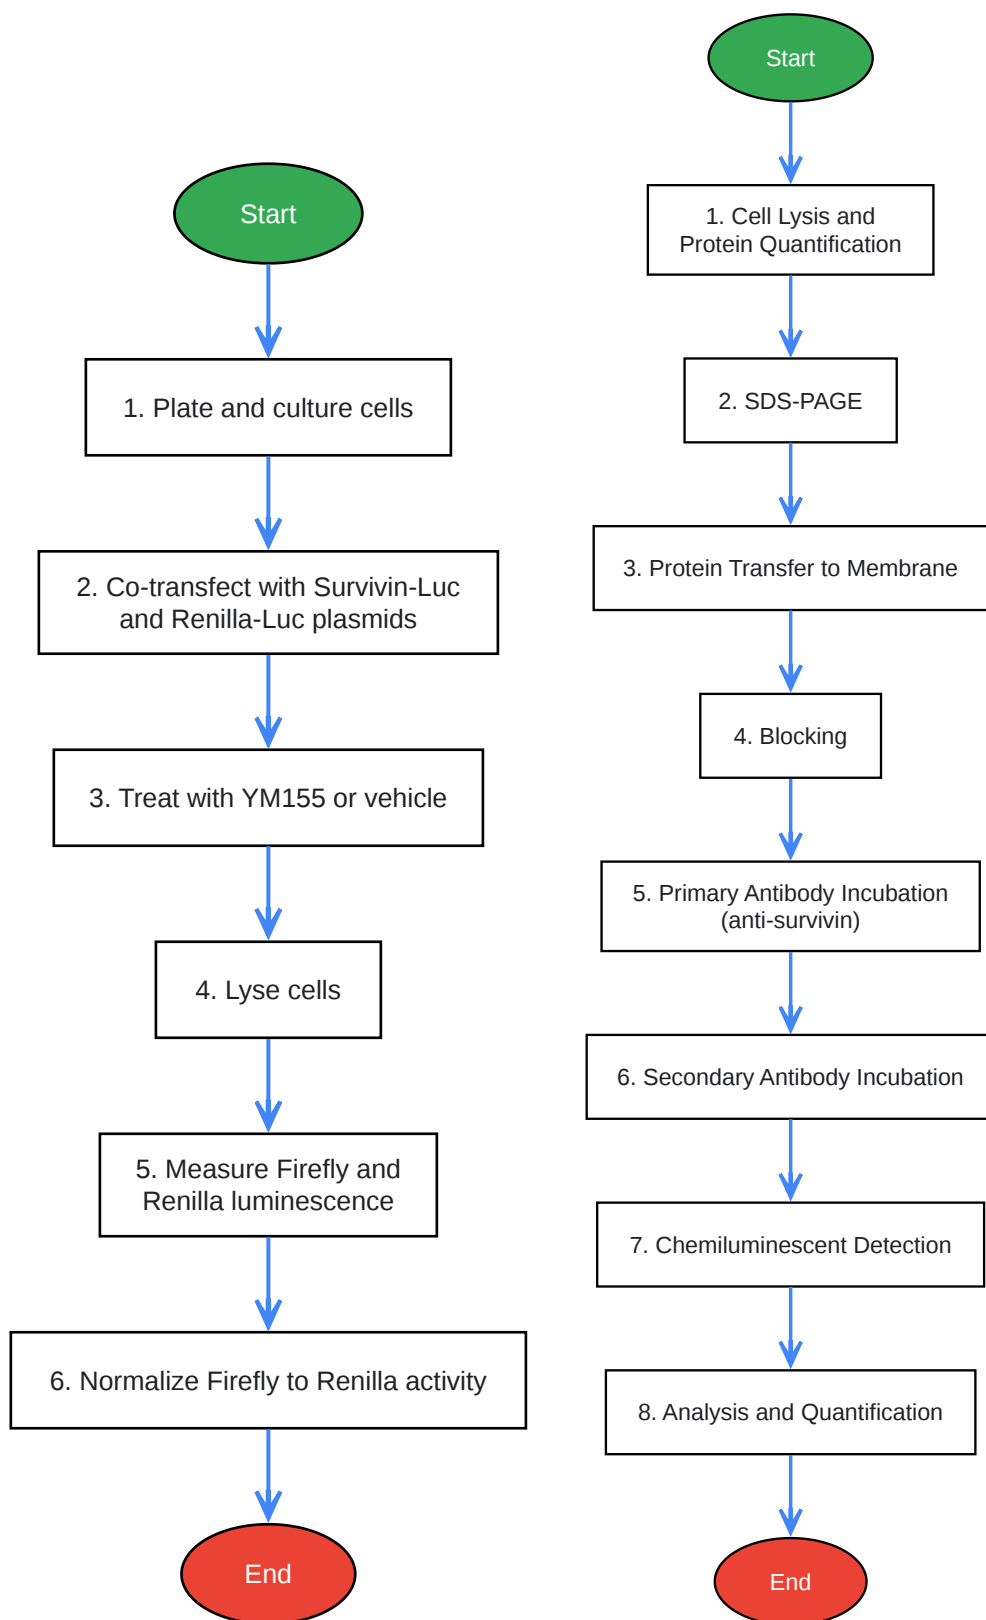 Start
1. Plate and culture cells
2. Co-transfect with Survivin-Luc
and Renilla-Luc plasmids
3. Treat with YM155 or vehicle
4. Lyse cells
5. Measure Firefly and
Renilla luminescence
6. Normalize Firefly to Renilla activity
End
Start
1. Cell Lysis and
Protein Quantification
2. SDS-PAGE
3. Protein Transfer to Membrane
4. Blocking
5. Primary Antibody Incubation
(anti-survivin)
6. Secondary Antibody Incubation
7. Chemiluminescent Detection
8. Analysis and Quantification
End